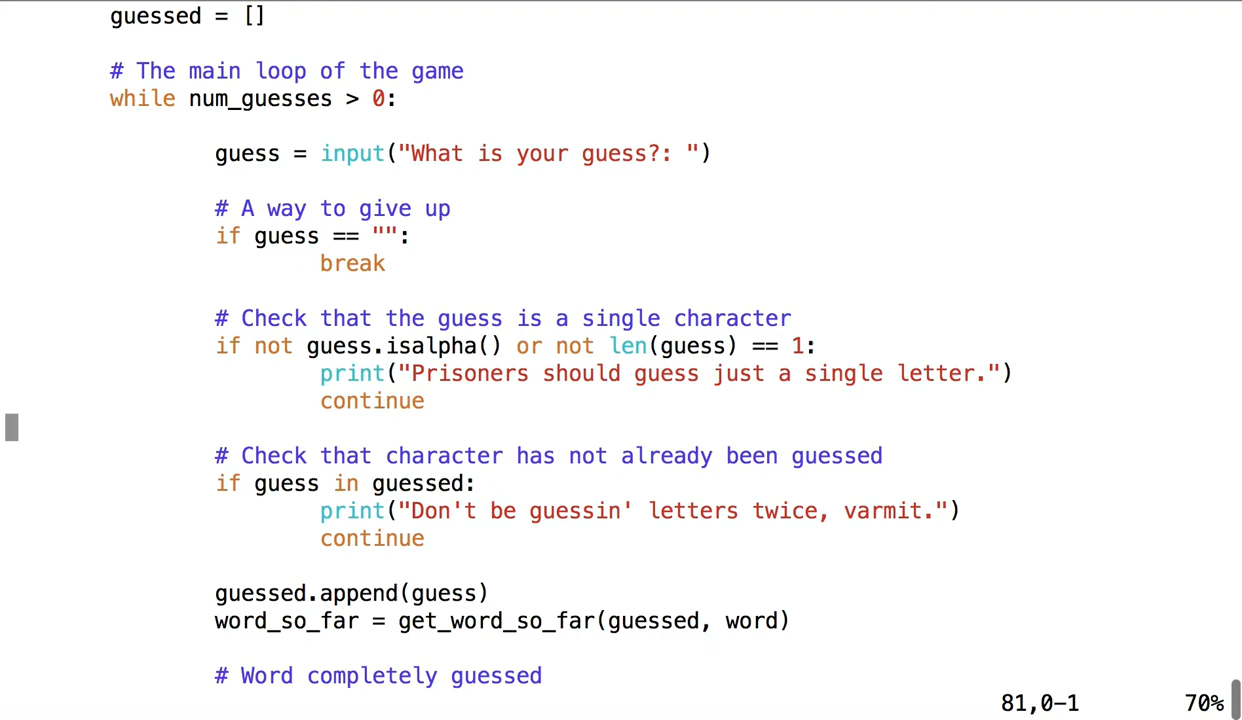 guessed = []
# The main loop of the game
while num_guesses > 0:
guess = input("What is your guess?: ")
# A way to give up
if guess == "":
break
# Check that the guess is a single character
if not guess.isalpha() or not len(guess) == 1:
print("Prisoners should guess just a single letter.")
continue
# Check that character has not already been guessed
if guess in guessed:
print("Don't be guessin' letters twice, varmit.")
continue
guessed.append(guess)
word_so_far = get_word_so_far(guessed, word)
# Word completely guessed
81,0-1 70%